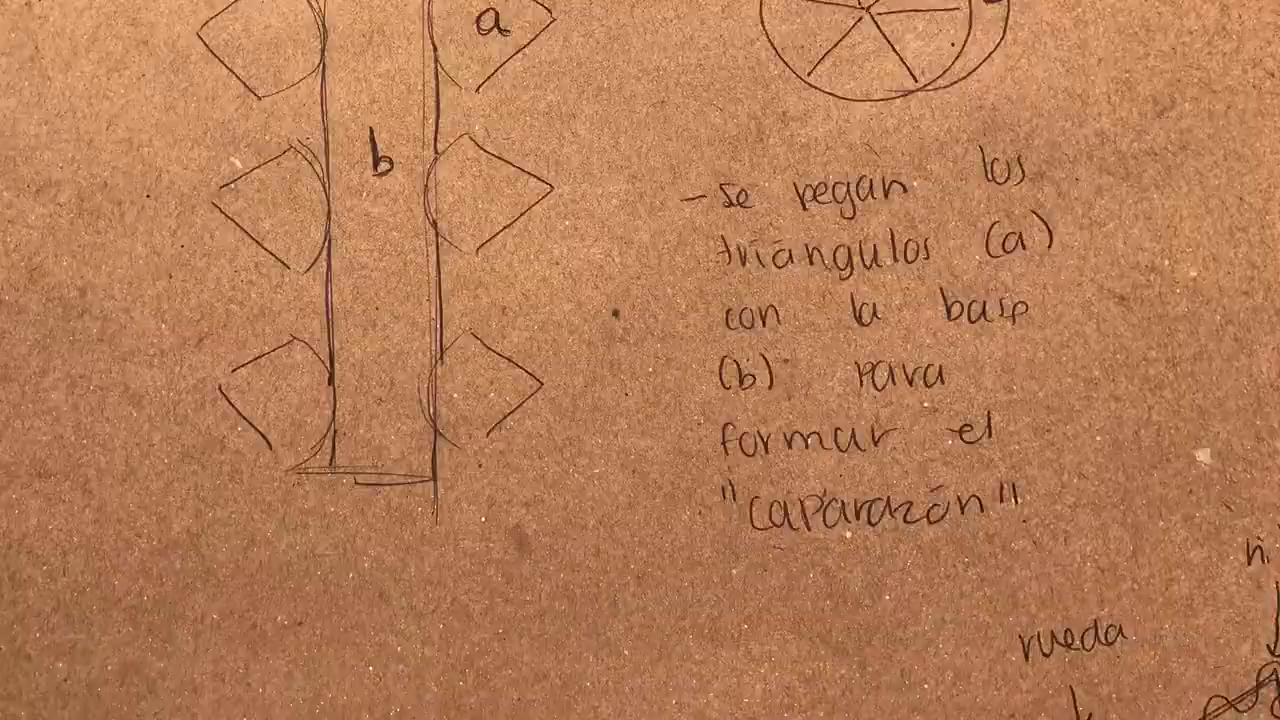 a
b
- se pegan los
triángulos (a)
con la base
(b) para
formar el
"caparazón"
rueda